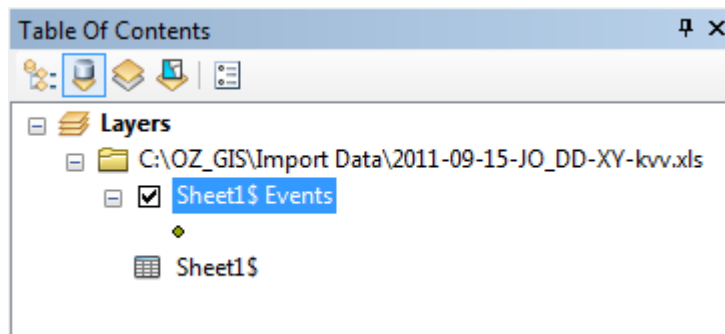 Table Of Contents
Layers
C:\OZ_GIS\Import Data\2011-09-15-JO_DD-XY-kvv.xls
Sheet1$ Events
Sheet1$